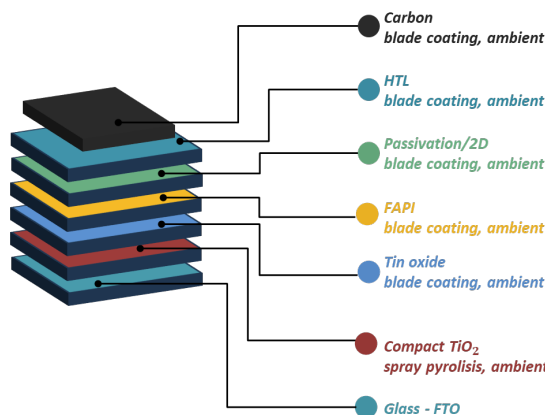 Carbon
blade coating, ambient
HTL
blade coating, ambient
Passivation/2D
blade coating, ambient
FAPI
blade coating, ambient
Tin oxide
blade coating, ambient
Compact TiO₂
spray pyrolisis, ambient
Glass - FTO